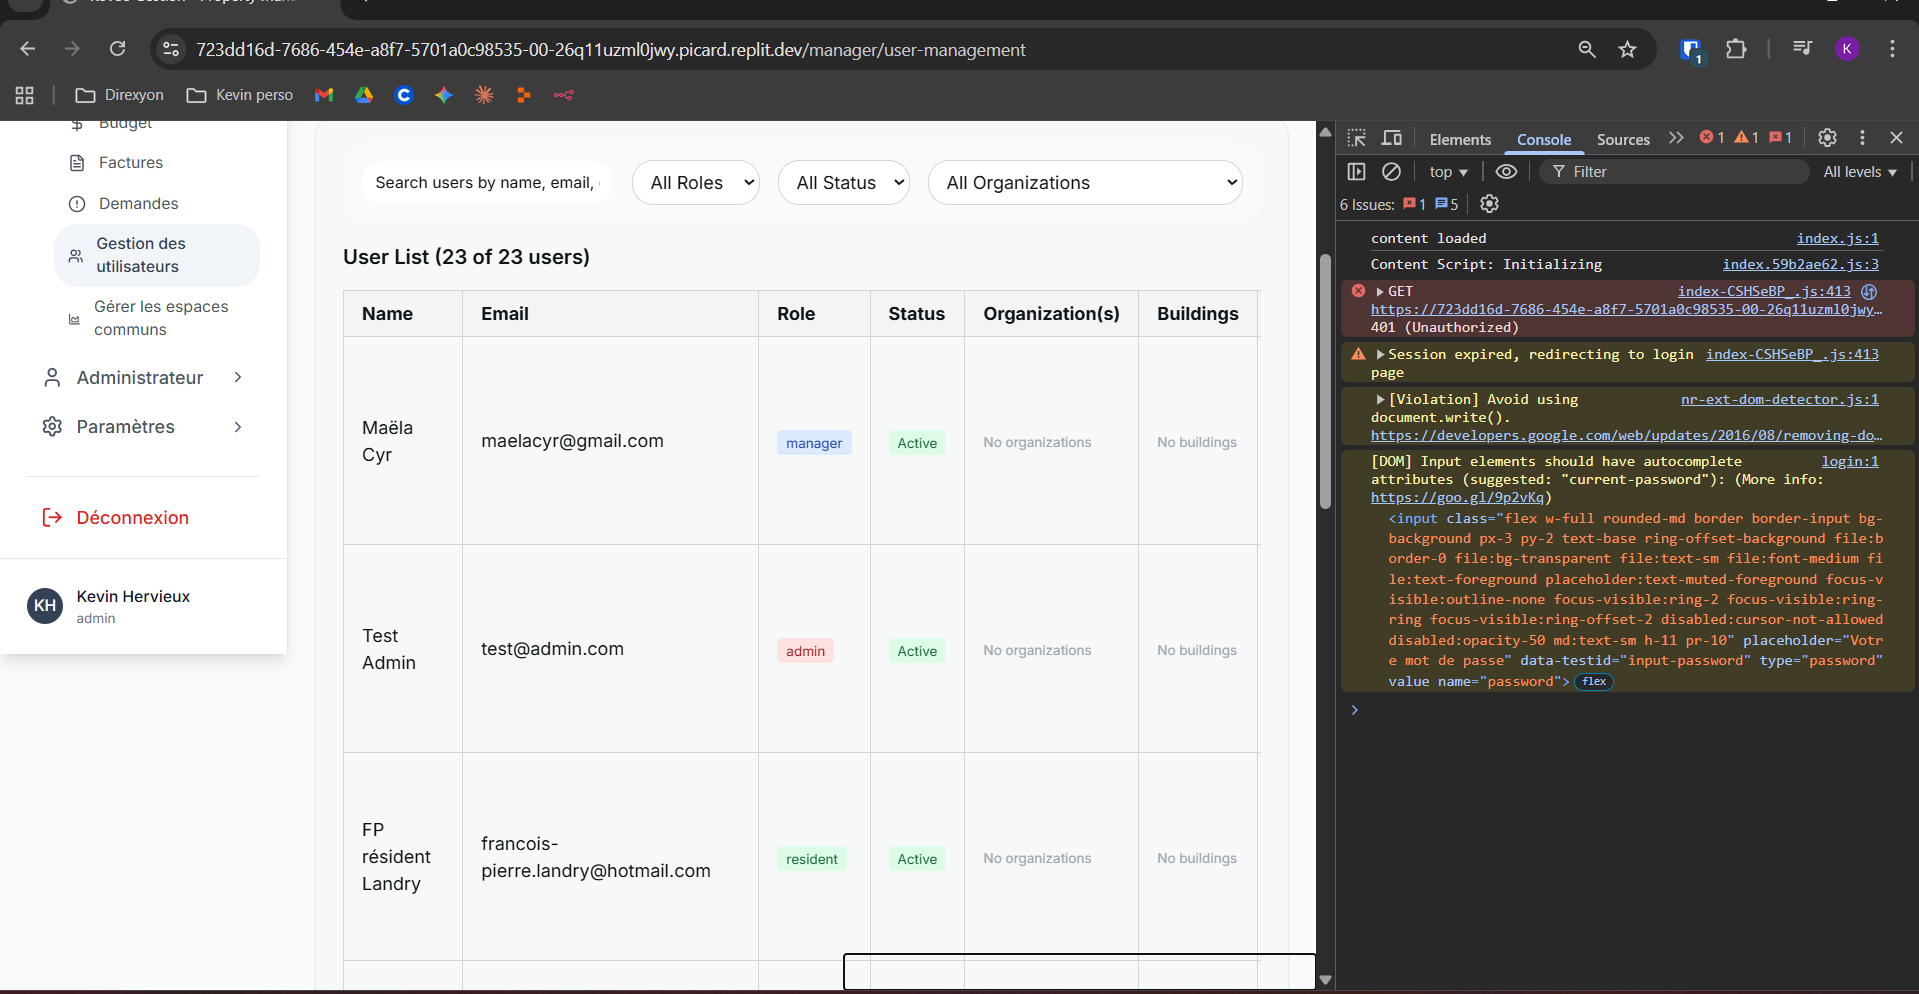 723dd16d-7686-454e-a8f7-5701a0c98535-00-26q11uzml0jwy.picard.replit.dev/manager/user-management
1
K
Direxyon
Kevin perso
Budget
Factures
Demandes
Gestion des
utilisateurs
Gérer les espaces
communs
Administrateur
Paramètres
Déconnexion
KH
Kevin Hervieux
admin
Search users by name, email,
All Roles
All Status
All Organizations
User List (23 of 23 users)
Name Email Role Status Organization(s) Buildings
Maëla
Cyr
maelacyr@gmail.com
manager
Active
No organizations
No buildings
Test
Admin
test@admin.com
admin
Active
No organizations
No buildings
FP
résident
Landry
francois-
pierre.landry@hotmail.com
resident
Active
No organizations
No buildings
Elements Console Sources 1 1 1
top
Filter
All levels
6 Issues: 1 5
content loaded index.js:1
Content Script: Initializing index.59b2ae62.js:3
GET index-CSHSeBP_.js:413
https://723dd16d-7686-454e-a8f7-5701a0c98535-00-26q11uzml0jwy…
401 (Unauthorized)
Session expired, redirecting to login index-CSHSeBP_.js:413
page
[Violation] Avoid using nr-ext-dom-detector.js:1
document.write().
https://developers.google.com/web/updates/2016/08/removing-do…
[DOM] Input elements should have autocomplete login:1
attributes (suggested: "current-password"): (More info:
https://goo.gl/9p2vKq)
<input class="flex w-full rounded-md border border-input bg-
background px-3 py-2 text-base ring-offset-background file:b
order-0 file:bg-transparent file:text-sm file:font-medium fi
le:text-foreground placeholder:text-muted-foreground focus-v
isible:outline-none focus-visible:ring-2 focus-visible:ring-
ring focus-visible:ring-offset-2 disabled:cursor-not-allowed
disabled:opacity-50 md:text-sm h-11 pr-10" placeholder="Votr
e mot de passe" data-testid="input-password" type="password"
value name="password"> flex